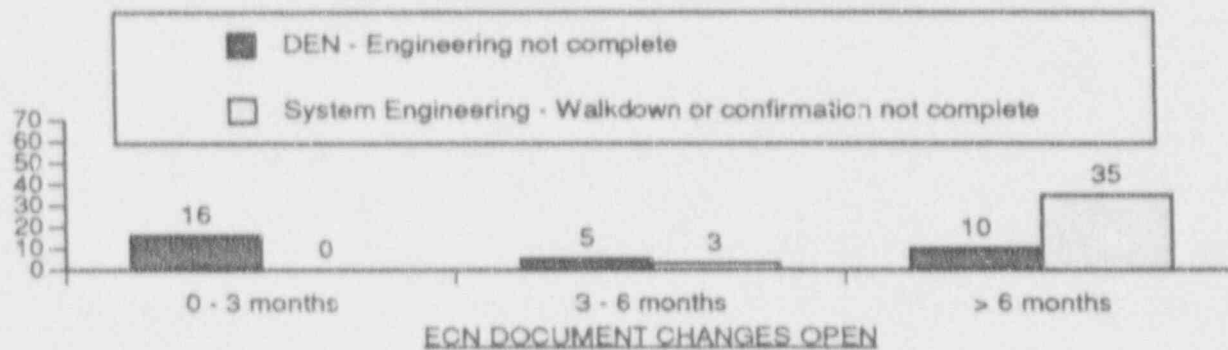 DEN - Engineering not complete
System Engineering - Walkdown or confirmation not complete
70
60
50
40
30
20
10
0
16
0
5
3
10
35
0 - 3 months
3 - 6 months
> 6 months
ECN DOCUMENT CHANGES OPEN